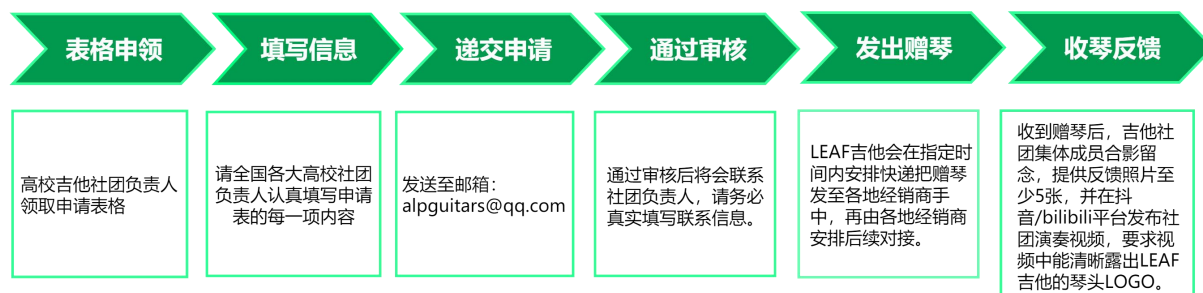 表格申领
填写信息
递交申请
通过审核
发出赠琴
收琴反馈
高校吉他社团负责人
领取申请表格
请全国各大高校社团
负责人认真填写申请
表的每一项内容
发送至邮箱：
alpguitars@qq.com
通过审核后将会联系
社团负责人，请务必
真实填写联系信息。
LEAF吉他会在指定时
间内安排快递把赠琴
发至各地经销商手
中，再由各地经销商
安排后续对接。
收到赠琴后，吉他社
团集体成员合影留
念，提供反馈照片至
少5张，并在抖
音/bilibili平台发布社
团演奏视频，要求视
频中能清晰露出LEAF
吉他的琴头LOGO。